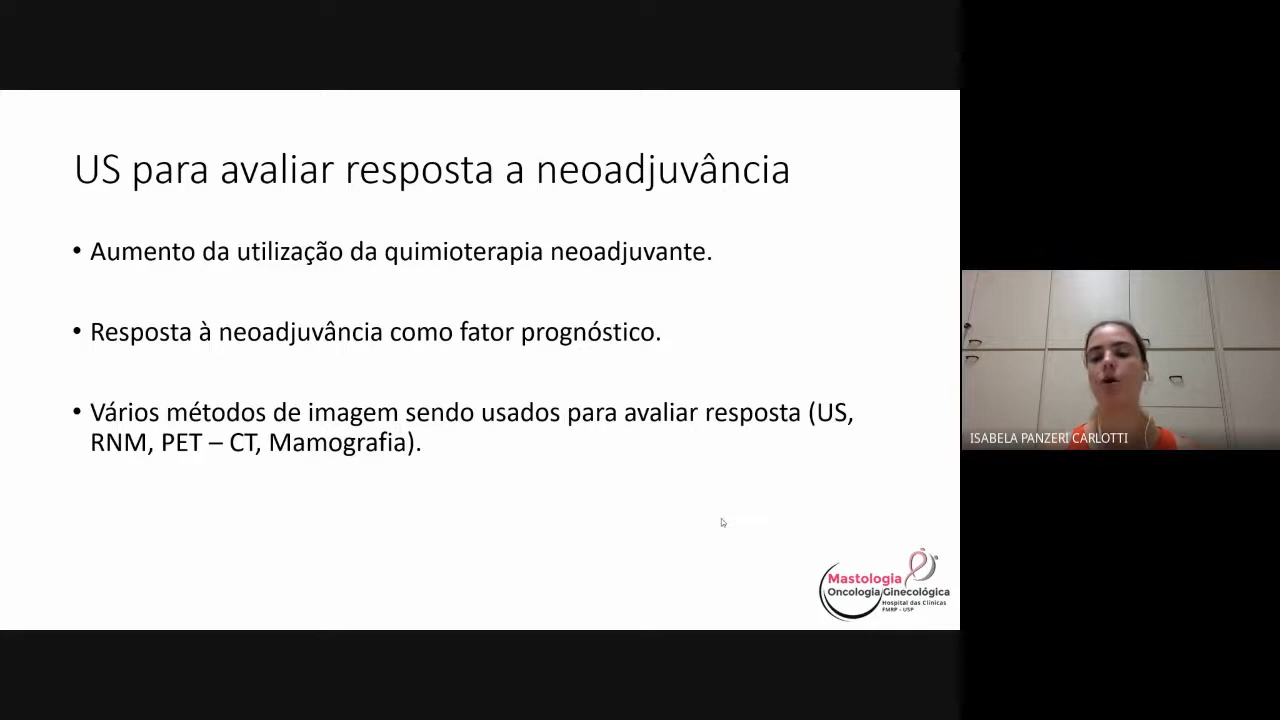 US para avaliar resposta a neoadjuvância
• Aumento da utilização da quimioterapia neoadjuvante.
• Resposta à neoadjuvância como fator prognóstico.
• Vários métodos de imagem sendo usados para avaliar resposta (US,
RNM, PET – CT, Mamografia).
ISABELA PANZERI CARLOTTI
Mastologia
Oncologia Ginecológica
Hospital das Clínicas
FMRP - USP